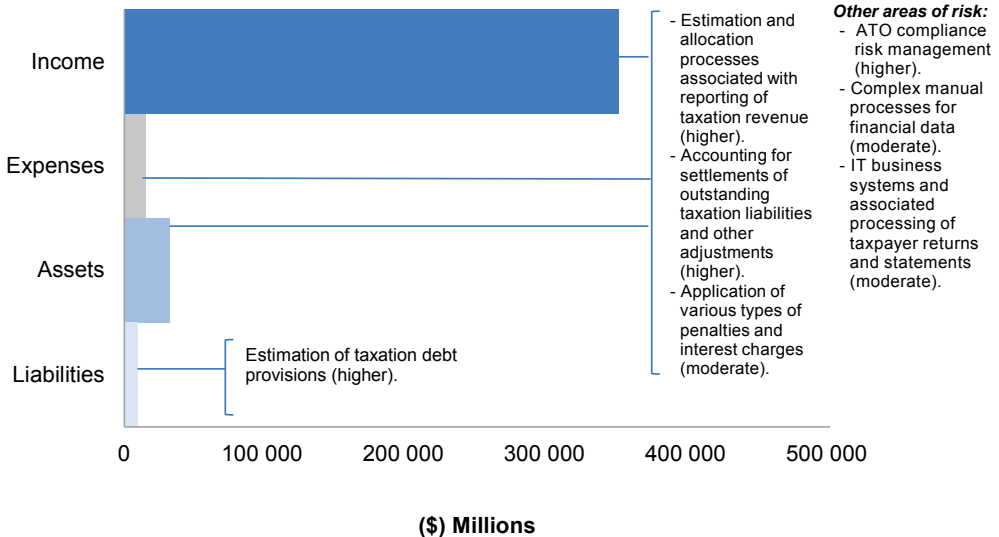 Income
Expenses
Assets
Liabilities
Estimation of taxation debt
provisions (higher).
- Estimation and
allocation
processes
associated with
reporting of
taxation revenue
(higher).
- Accounting for
settlements of
outstanding
taxation liabilities
and other
adjustments
(higher).
- Application of
various types of
penalties and
interest charges
(moderate).
Other areas of risk:
- ATO compliance
risk management
(higher).
- Complex manual
processes for
financial data
(moderate).
- IT business
systems and
associated
processing of
taxpayer returns
and statements
(moderate).
0 100 000 200 000 300 000 400 000 500 000
($) Millions